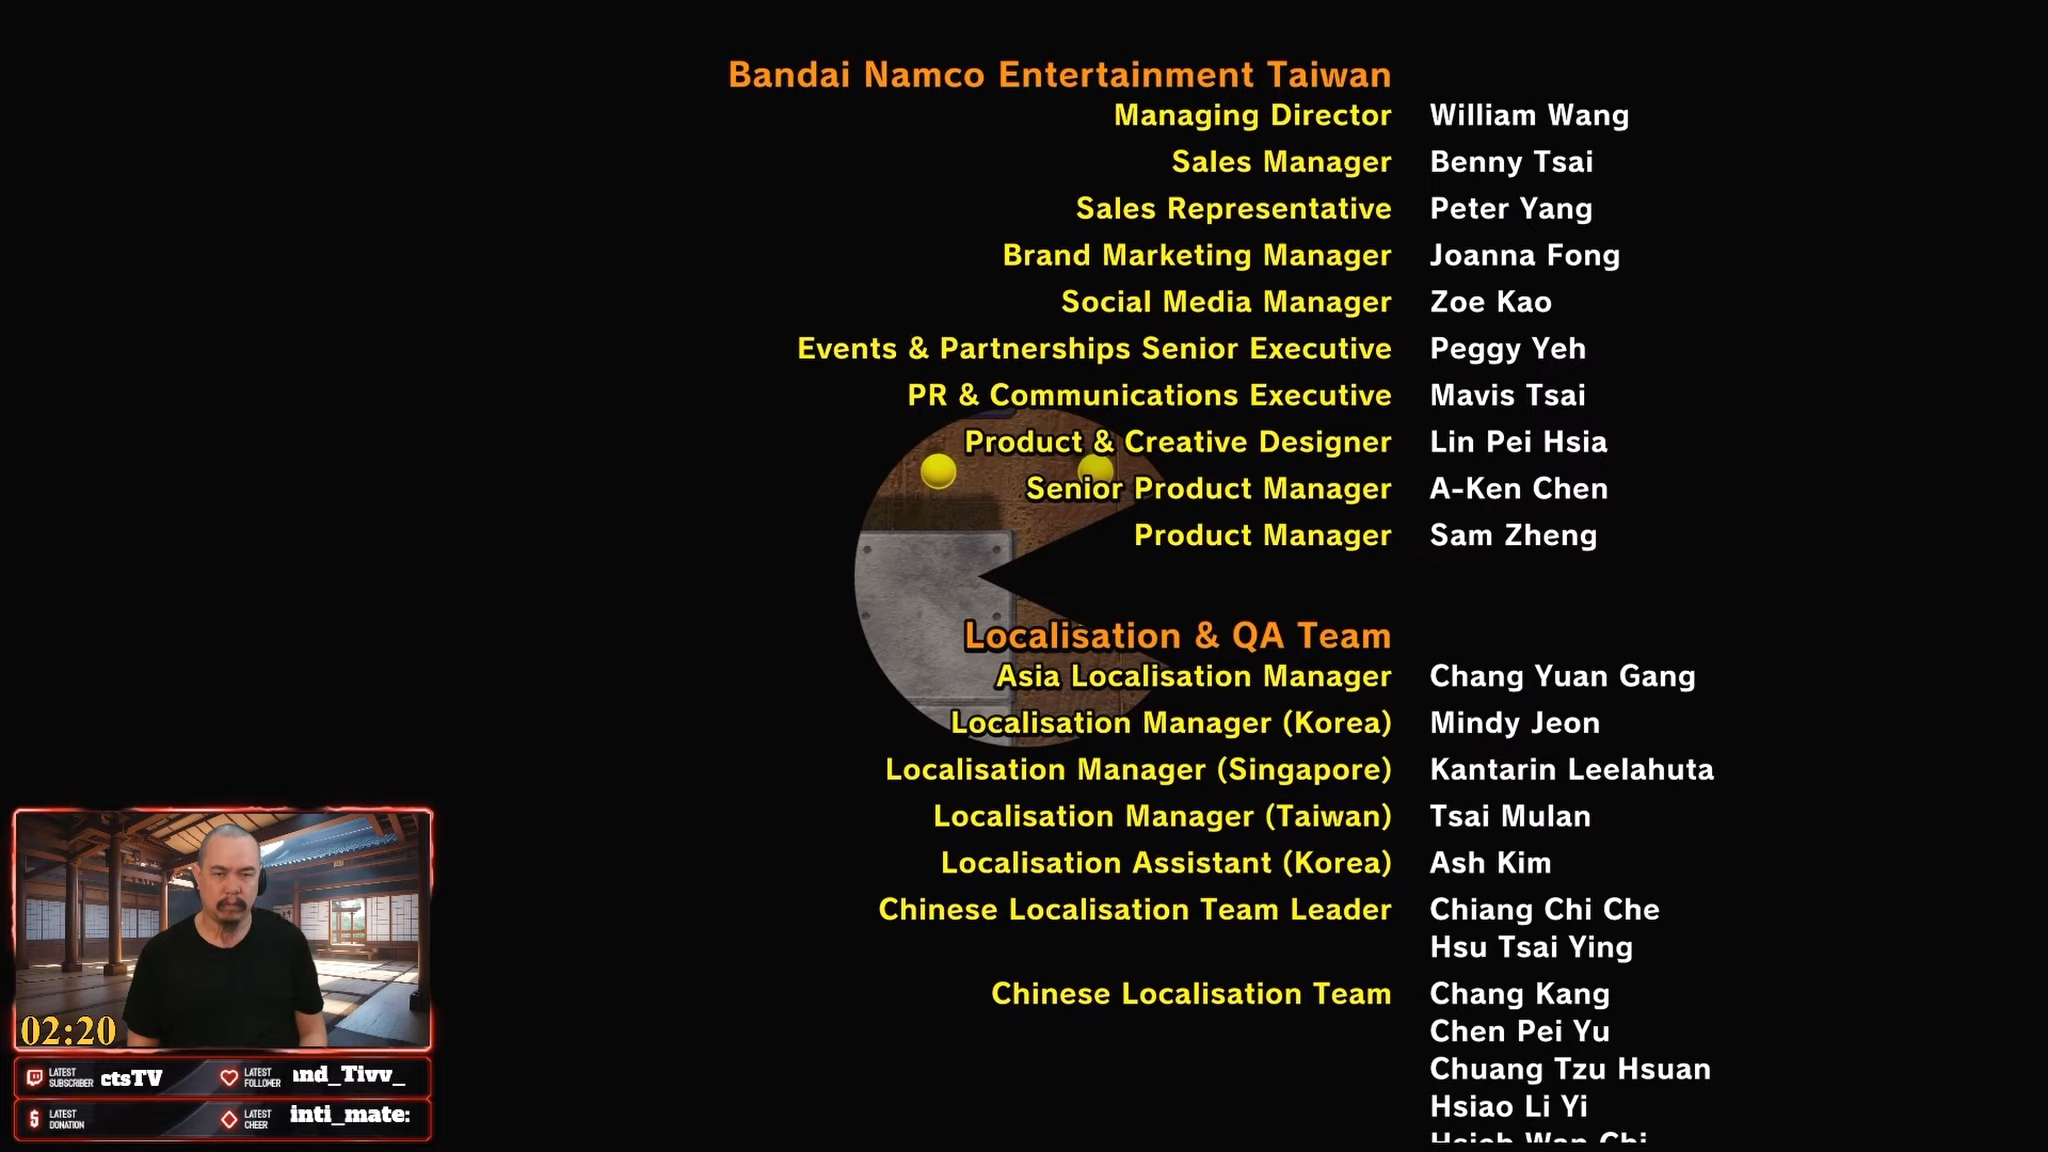 Bandai Namco Entertainment Taiwan
Managing Director William Wang
Sales Manager Benny Tsai
Sales Representative Peter Yang
Brand Marketing Manager Joanna Fong
Social Media Manager Zoe Kao
Events & Partnerships Senior Executive Peggy Yeh
PR & Communications Executive Mavis Tsai
Product & Creative Designer Lin Pei Hsia
Senior Product Manager A-Ken Chen
Product Manager Sam Zheng
Localisation & QA Team
Asia Localisation Manager Chang Yuan Gang
Localisation Manager (Korea) Mindy Jeon
Localisation Manager (Singapore) Kantarin Leelahuta
Localisation Manager (Taiwan) Tsai Mulan
Localisation Assistant (Korea) Ash Kim
Chinese Localisation Team Leader Chiang Chi Che
Hsu Tsai Ying
Chinese Localisation Team Chang Kang
Chen Pei Yu
Chuang Tzu Hsuan
Hsiao Li Yi
02:20
LATEST SUBSCRIBER ctsTV
LATEST FOLLOWER ind_Tivv_
LATEST DONATION
LATEST CHEER inti_mate: